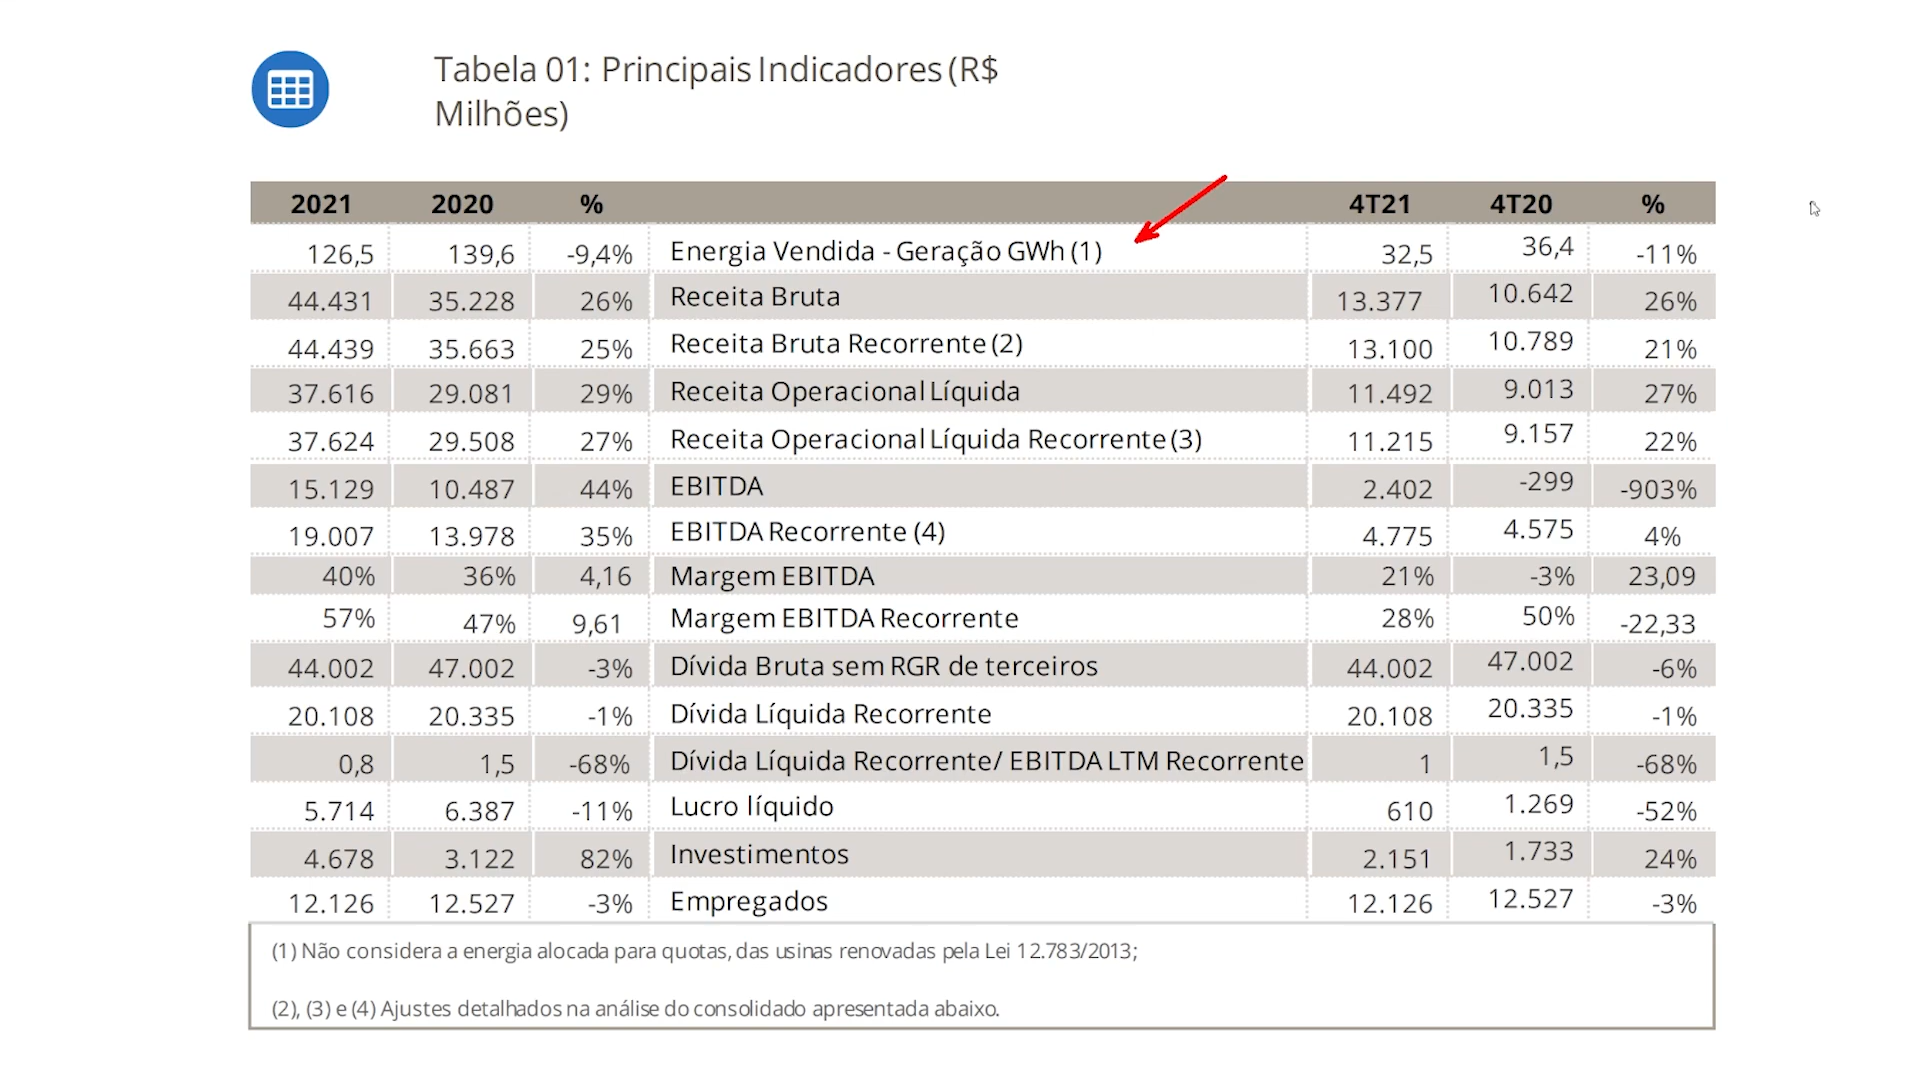 Tabela 01: Principais Indicadores (R$
Milhões)
2021 2020 % 4T21 4T20 %
126,5 139,6 -9,4% Energia Vendida - Geração GWh (1) 32,5 36,4 -11%
44.431 35.228 26% Receita Bruta 13.377 10.642 26%
44.439 35.663 25% Receita Bruta Recorrente (2) 13.100 10.789 21%
37.616 29.081 29% Receita Operacional Líquida 11.492 9.013 27%
37.624 29.508 27% Receita Operacional Líquida Recorrente (3) 11.215 9.157 22%
15.129 10.487 44% EBITDA 2.402 -299 -903%
19.007 13.978 35% EBITDA Recorrente (4) 4.775 4.575 4%
40% 36% 4,16 Margem EBITDA 21% -3% 23,09
57% 47% 9,61 Margem EBITDA Recorrente 28% 50% -22,33
44.002 47.002 -3% Dívida Bruta sem RGR de terceiros 44.002 47.002 -6%
20.108 20.335 -1% Dívida Líquida Recorrente 20.108 20.335 -1%
0,8 1,5 -68% Dívida Líquida Recorrente/ EBITDA LTM Recorrente 1 1,5 -68%
5.714 6.387 -11% Lucro líquido 610 1.269 -52%
4.678 3.122 82% Investimentos 2.151 1.733 24%
12.126 12.527 -3% Empregados 12.126 12.527 -3%
(1) Não considera a energia alocada para quotas, das usinas renovadas pela Lei 12.783/2013;
(2), (3) e (4) Ajustes detalhados na análise do consolidado apresentada abaixo.